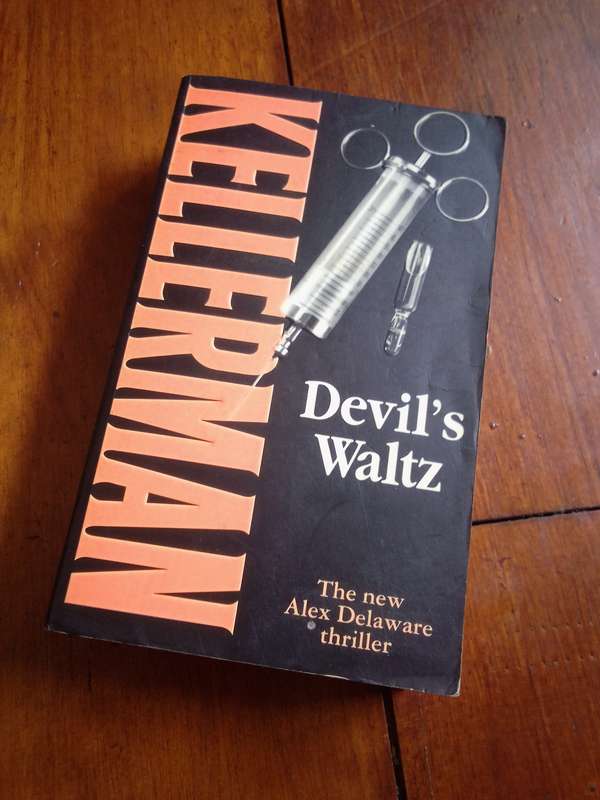 KELLERMAN
Devil's
Waltz
The new
Alex Delaware
thriller